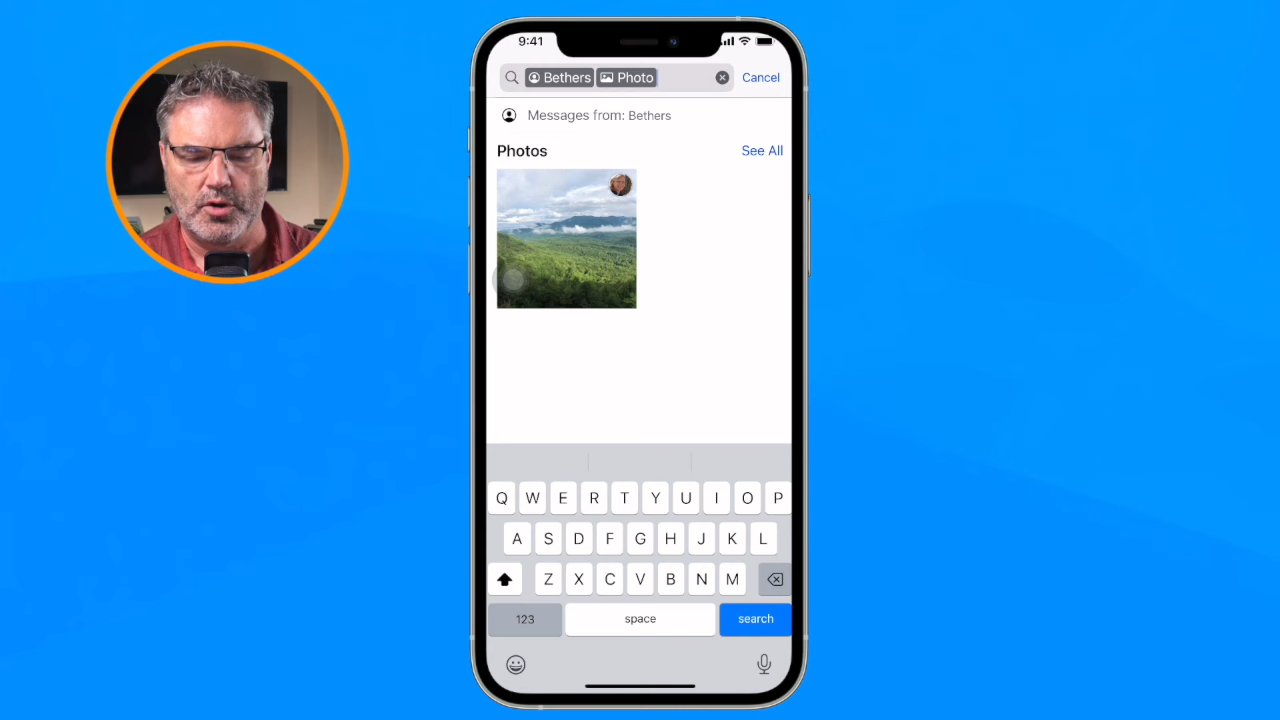 9:41
Bethers Photo Cancel
Messages from: Bethers
Photos See All
Q W E R T Y U I O P
A S D F G H J K L
Z X C V B N M
123 space search